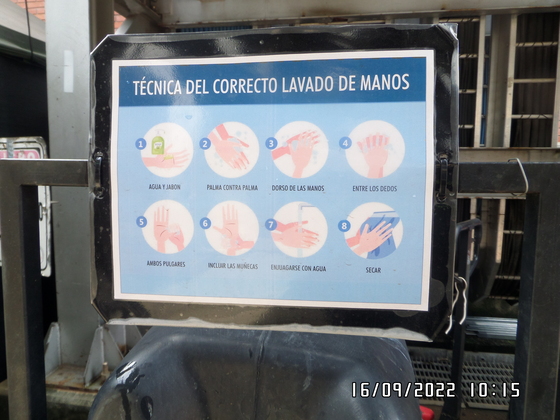 TÉCNICA DEL CORRECTO LAVADO DE MANOS
1 2 3 4
AGUA Y JABON PALMA CONTRA PALMA DORSO DE LAS MANOS ENTRE LOS DEDOS
5 6 7 8
AMBOS PULGARES INCLUIR LAS MUÑECAS ENJUAGARSE CON AGUA SECAR
16/09/2022 10:15